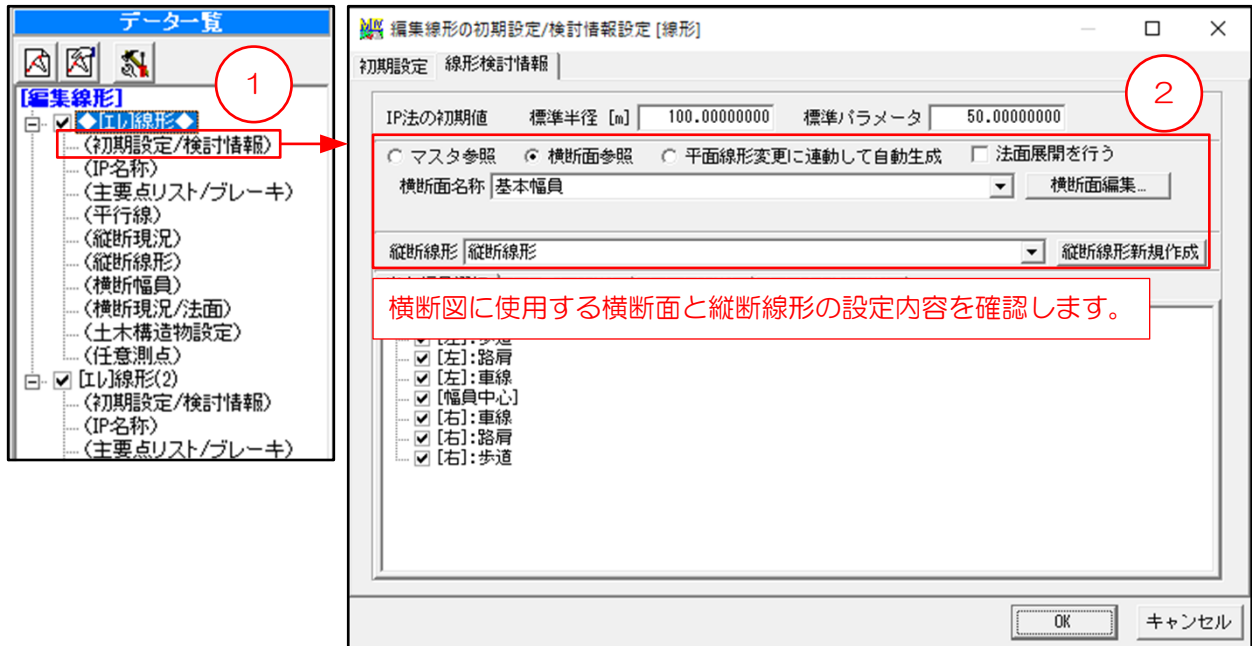 データ一覧
1
[編集線形]
◆[エレ]線形◆
(初期設定/検討情報)
(IP名称)
(主要点リスト/ブレーキ)
(平行線)
(縦断現況)
(縦断線形)
(横断幅員)
(横断現況/法面)
(土木構造物設定)
(任意測点)
[エレ]線形(2)
(初期設定/検討情報)
(IP名称)
(主要点リスト/ブレーキ)
編集線形の初期設定/検討情報設定 [線形]
初期設定 線形検討情報
2
IP法の初期値 標準半径 [m] 100.00000000 標準パラメータ 50.00000000
マスタ参照 横断面参照 平面線形変更に連動して自動生成 法面展開を行う
横断面名称 基本幅員 横断面編集...
縦断線形 縦断線形 縦断線形新規作成
横断図に使用する横断面と縦断線形の設定内容を確認します。
[左]:歩道
[左]:路肩
[左]:車線
[幅員中心]
[右]:車線
[右]:路肩
[右]:歩道
OK キャンセル